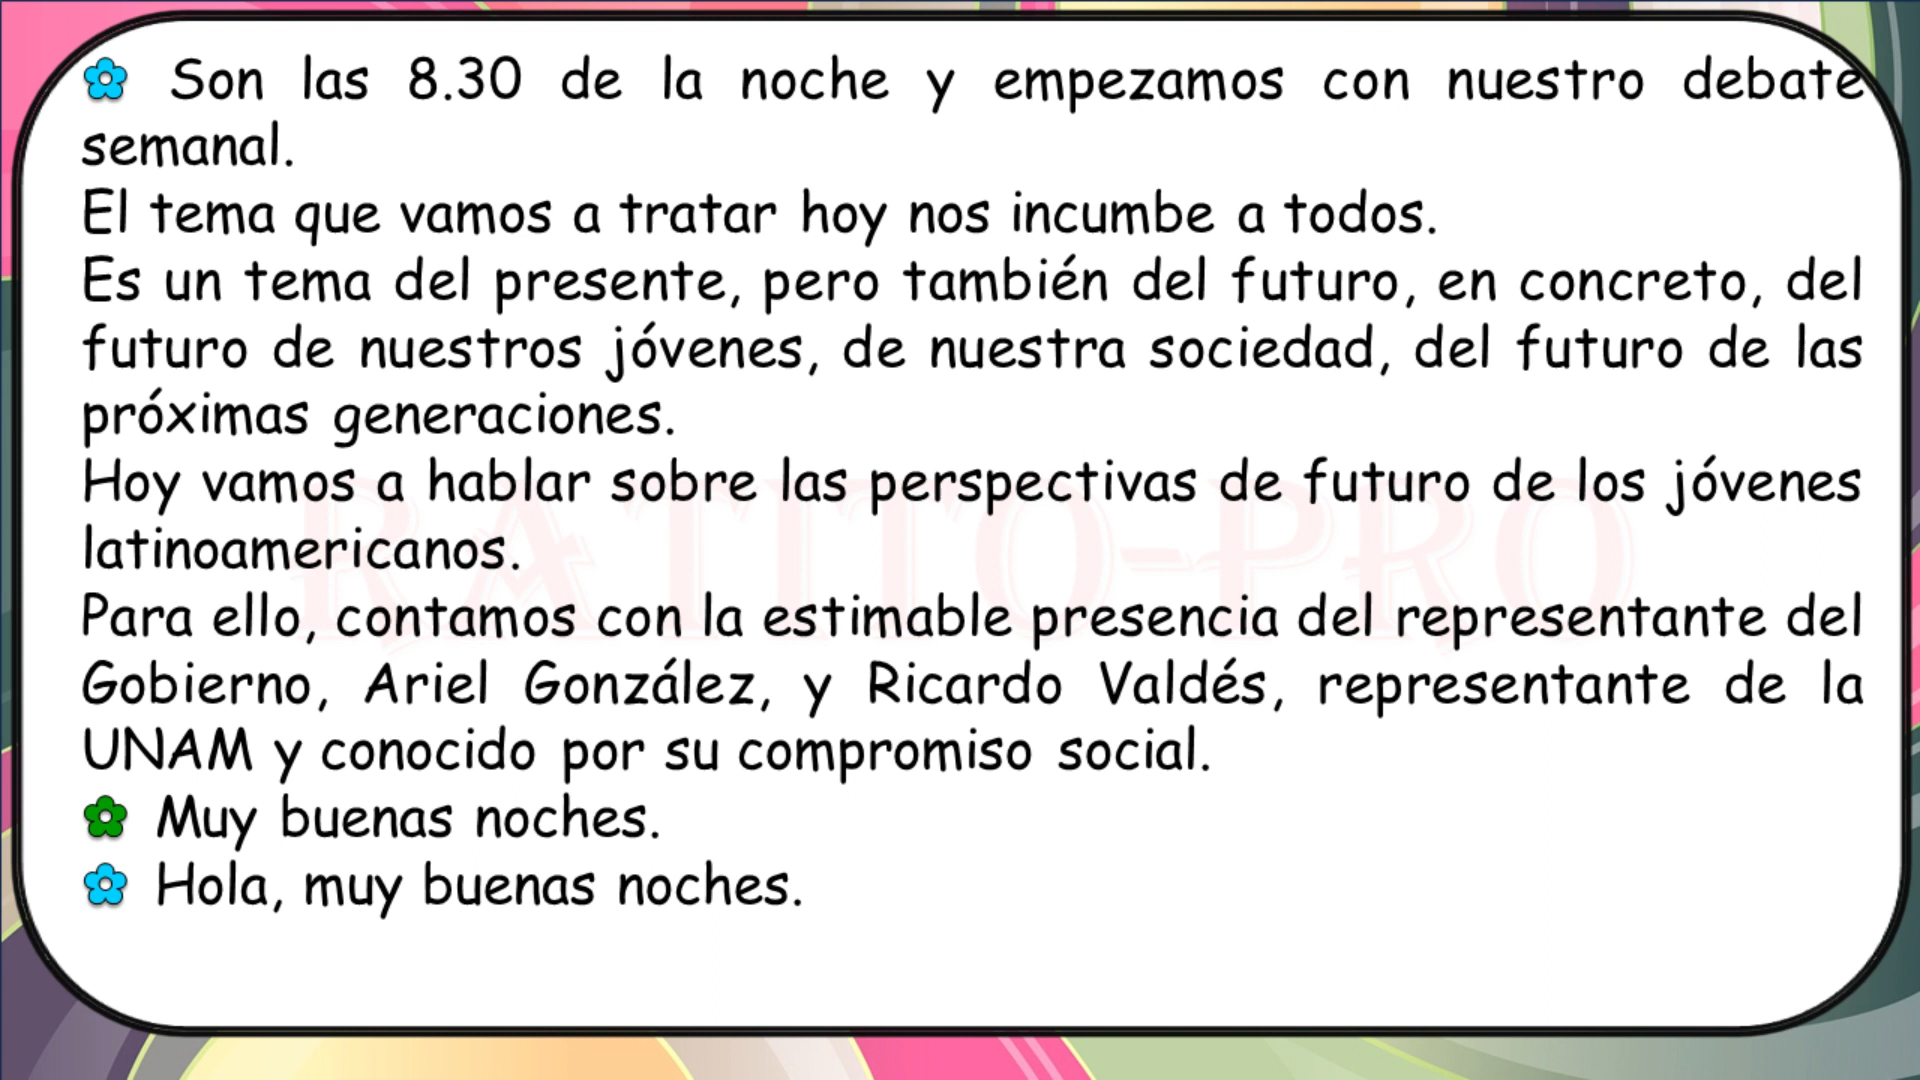 Son las 8.30 de la noche y empezamos con nuestro debate
semanal.
El tema que vamos a tratar hoy nos incumbe a todos.
Es un tema del presente, pero también del futuro, en concreto, del
futuro de nuestros jóvenes, de nuestra sociedad, del futuro de las
próximas generaciones.
Hoy vamos a hablar sobre las perspectivas de futuro de los jóvenes
latinoamericanos.
RATITO-PRO
Para ello, contamos con la estimable presencia del representante del
Gobierno, Ariel González, y Ricardo Valdés, representante de la
UNAM y conocido por su compromiso social.
Muy buenas noches.
Hola, muy buenas noches.